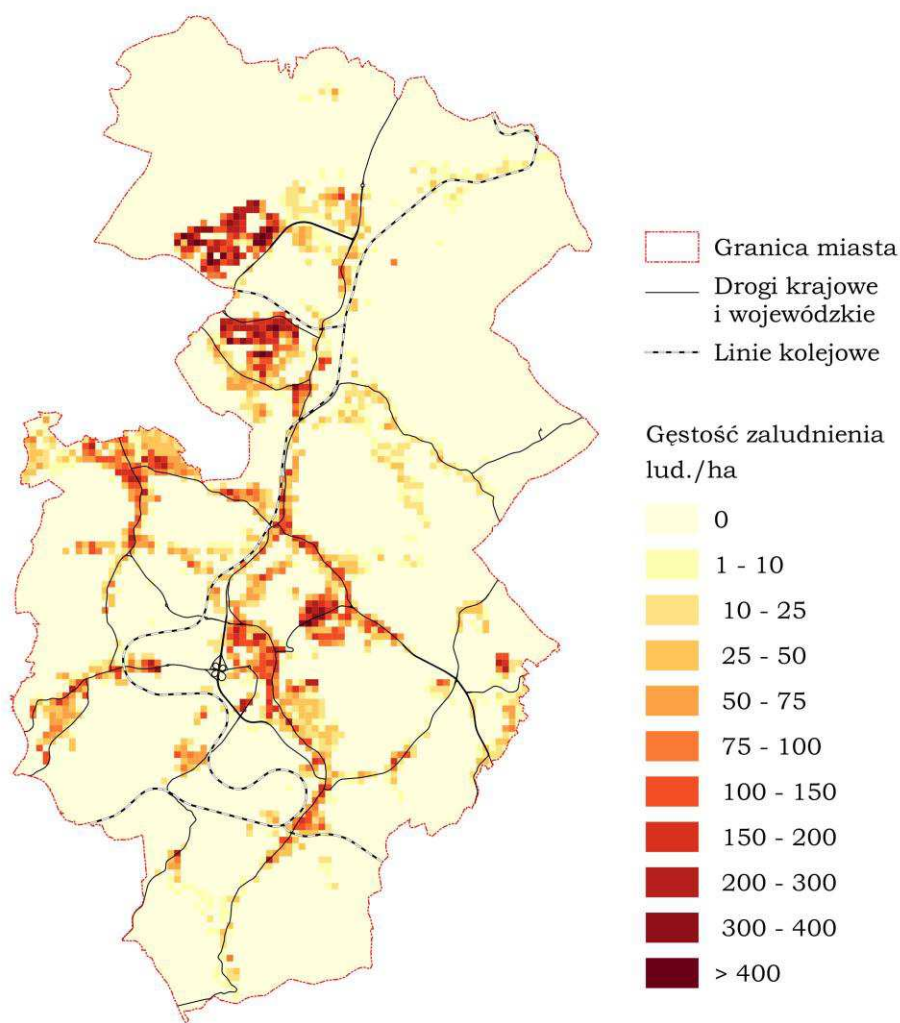 Granica miasta
Drogi krajowe
i wojewódzkie
Linie kolejowe
Gęstość zaludnienia
lud./ha
0
1 - 10
10 - 25
25 - 50
50 - 75
75 - 100
100 - 150
150 - 200
200 - 300
300 - 400
> 400